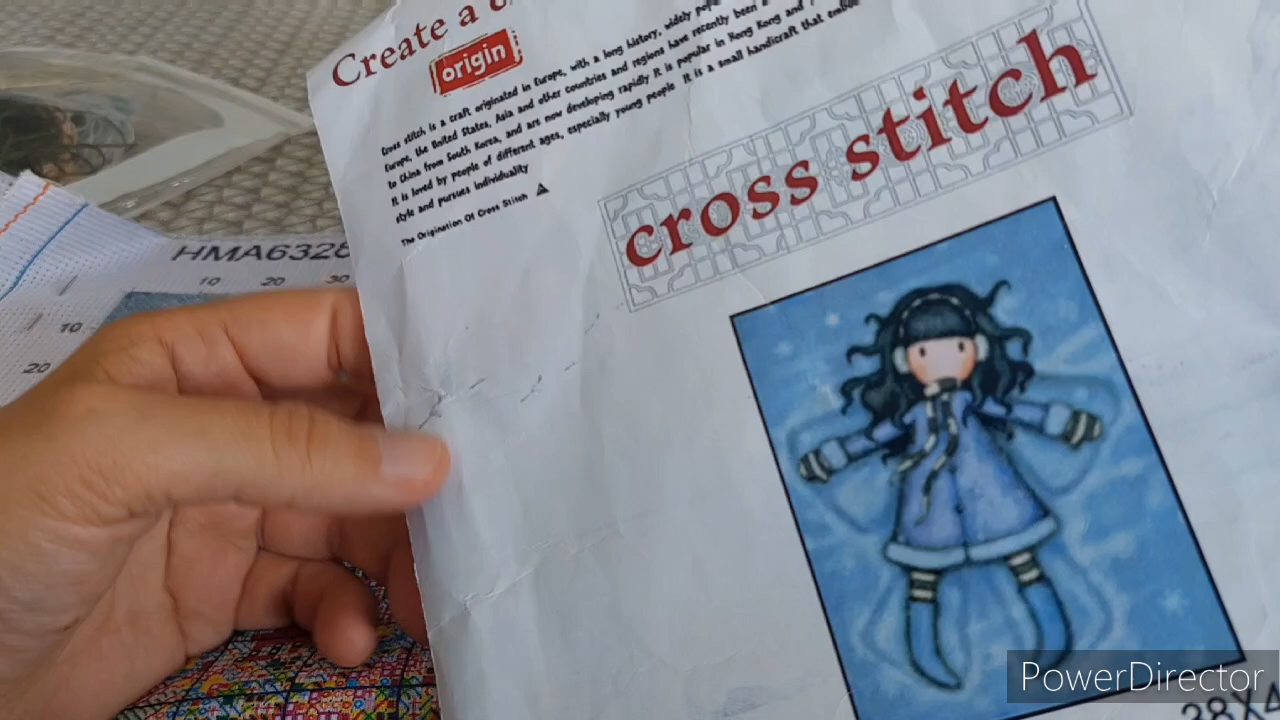 Create a
origin
Cross stitch is a craft originated in Europe, with a long history, widely
Europe, the United States, Asia and other countries and regions have recently been
to China from South Korea, and are now developing rapidly It is popular in Hong Kong and
It is loved by people of different ages, especially young people It is a small handicraft that
style and pursues individuality
The Origination Of Cross Stitch
cross stitch
HMA6328
10 20 30
10
20
PowerDirector